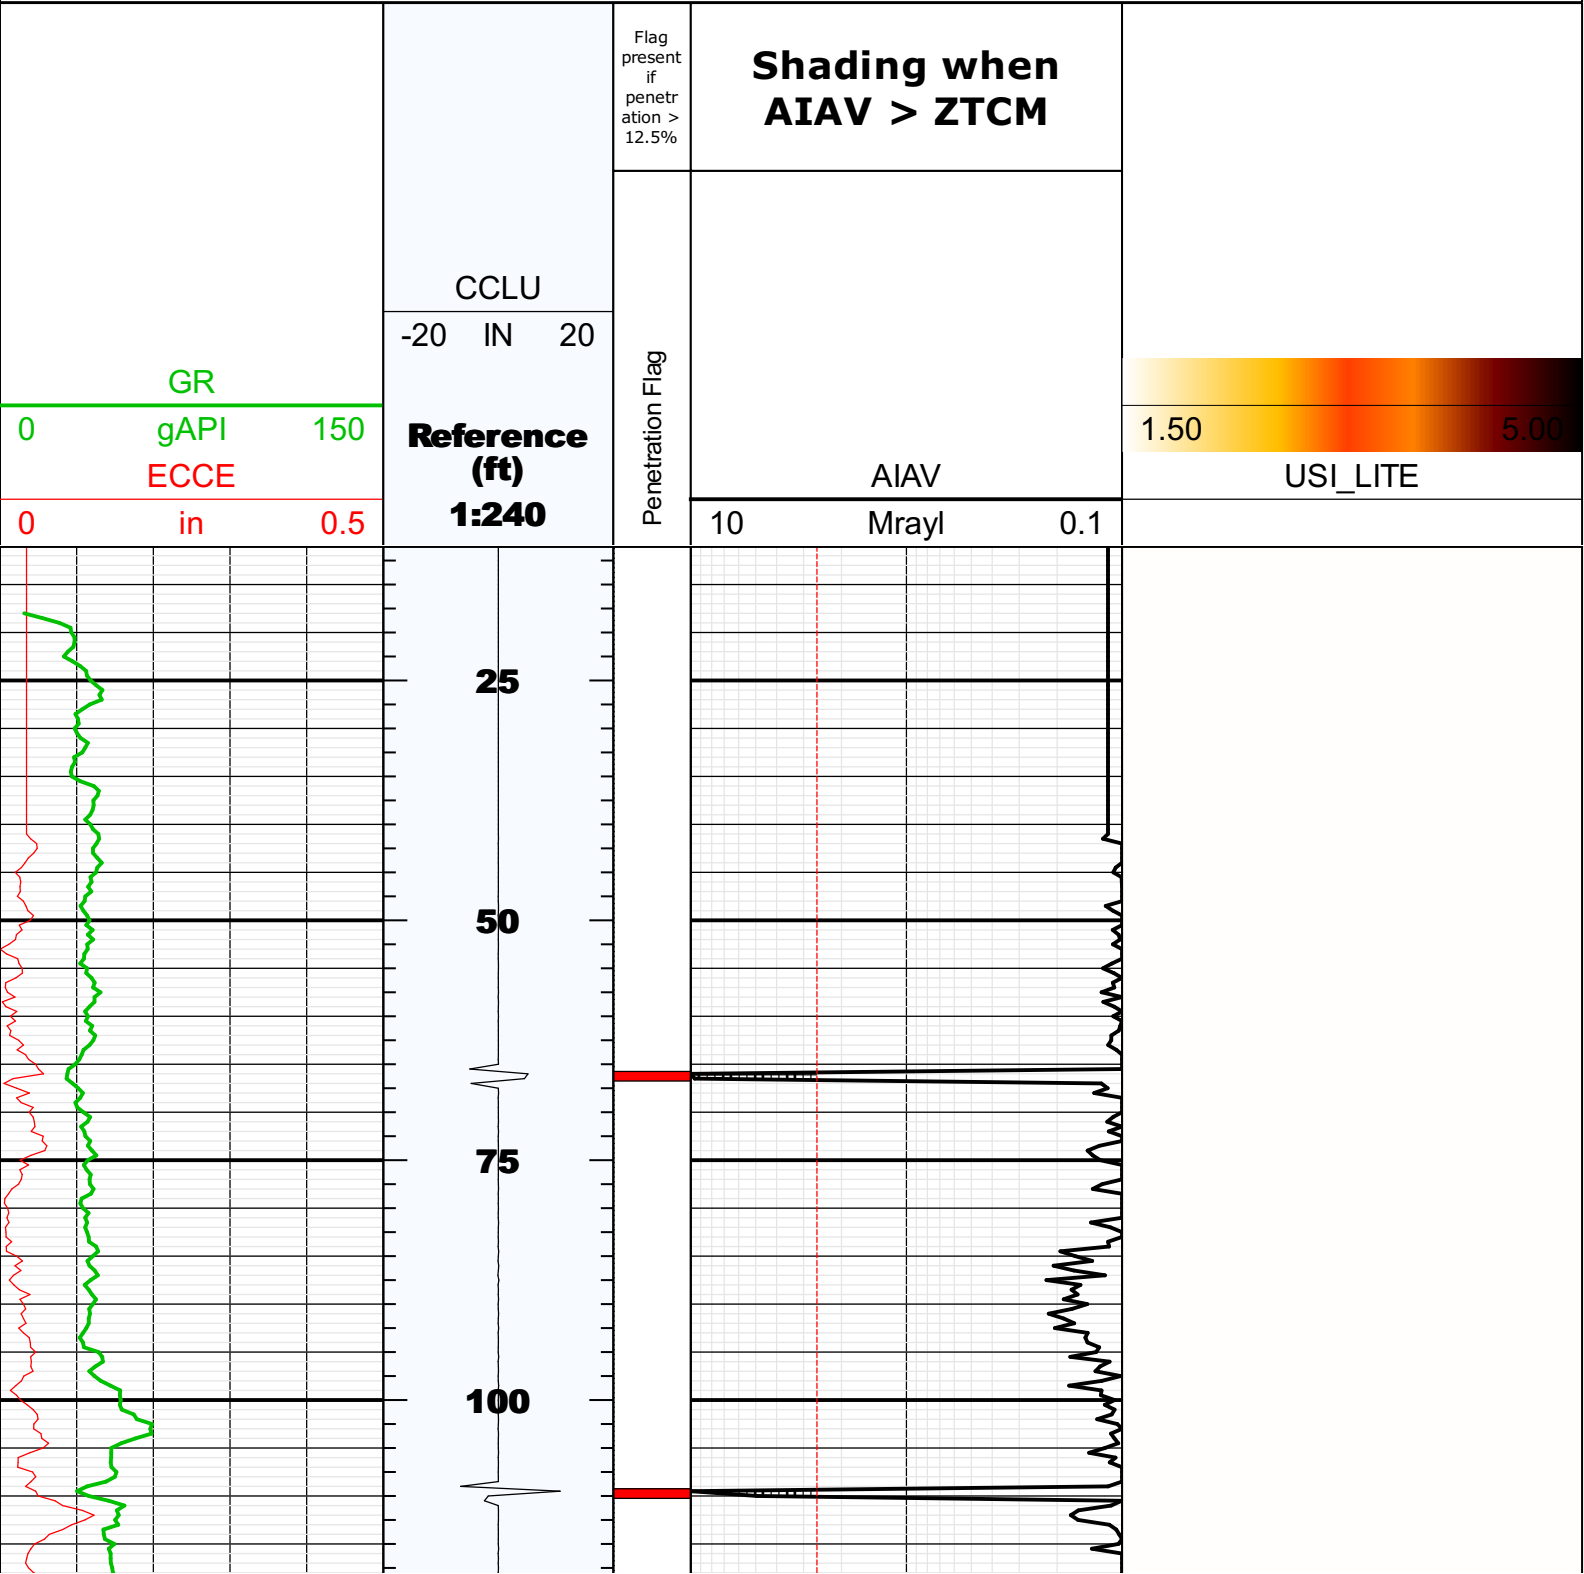 GR
0 gAPI 150
ECCE
0 in 0.5
CCLU
-20 IN 20
Reference
(ft)
1:240
Flag
present
if
penetr
ation >
12.5%
Penetration Flag
Shading when
AIAV > ZTCM
AIAV
10 Mrayl 0.1
1.50 5.00
USI_LITE
25
50
75
100